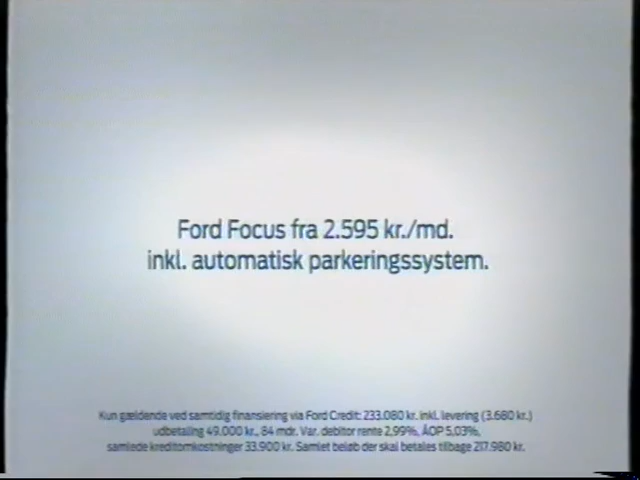 Ford Focus fra 2.595 kr./md.
inkl. automatisk parkeringssystem.
Kun gældende ved samtidig finansiering via Ford Credit: 233.080 kr. inkl. levering (3.680 kr.)
udbetaling 49.000 kr., 84 mdr. Var. debitor rente 2,99%, ÅOP 5,03%,
samlede kreditomkostninger 33.900 kr. Samlet beløb der skal betales tilbage 217.980 kr.